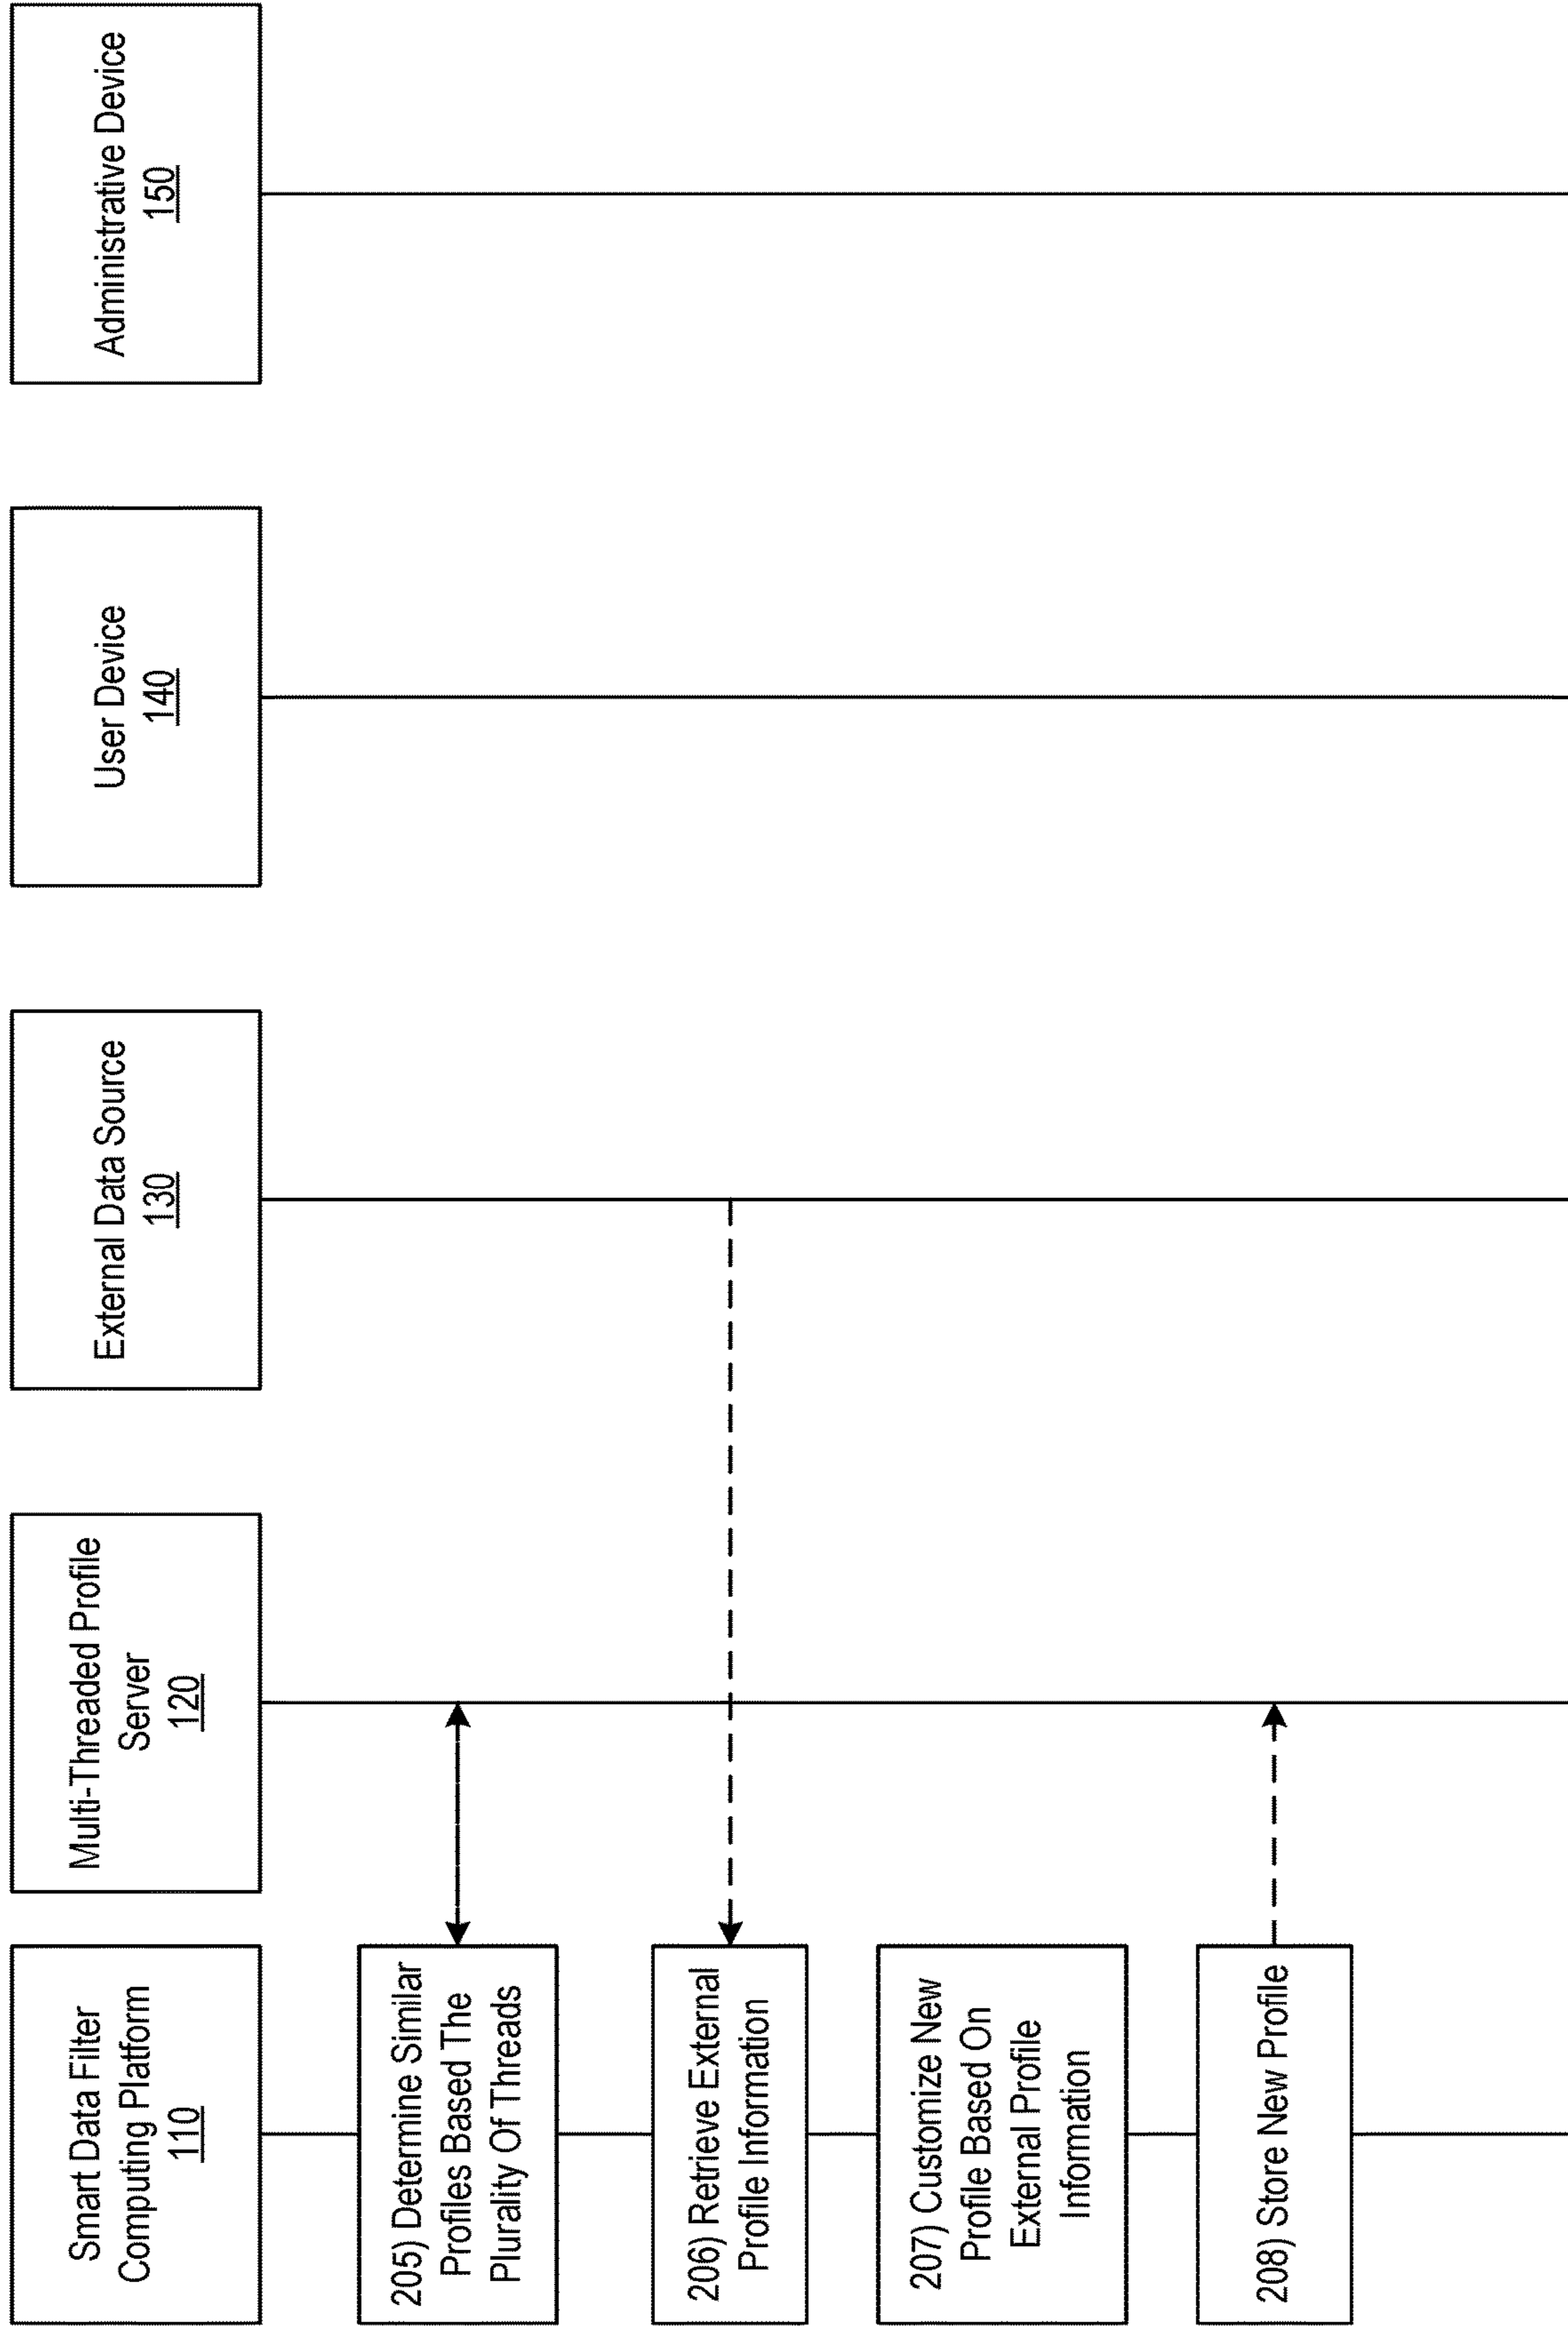 Smart Data Filter
Computing Platform
110
Multi-Threaded Profile
Server
120
External Data Source
130
User Device
140
Administrative Device
150
205) Determine Similar
Profiles Based The
Plurality Of Threads
206) Retrieve External
Profile Information
207) Customize New
Profile Based On
External Profile
Information
208) Store New Profile